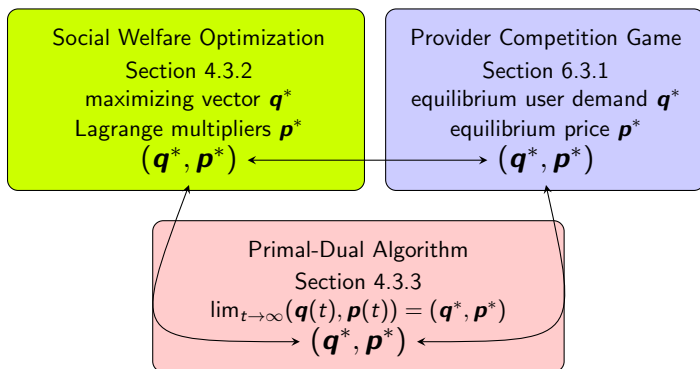 Social Welfare Optimization
Section 4.3.2
maximizing vector q*
Lagrange multipliers p*
(q*, p*)
Provider Competition Game
Section 6.3.1
equilibrium user demand q*
equilibrium price p*
(q*, p*)
Primal-Dual Algorithm
Section 4.3.3
lim_{t→∞}(q(t), p(t)) = (q*, p*)
(q*, p*)